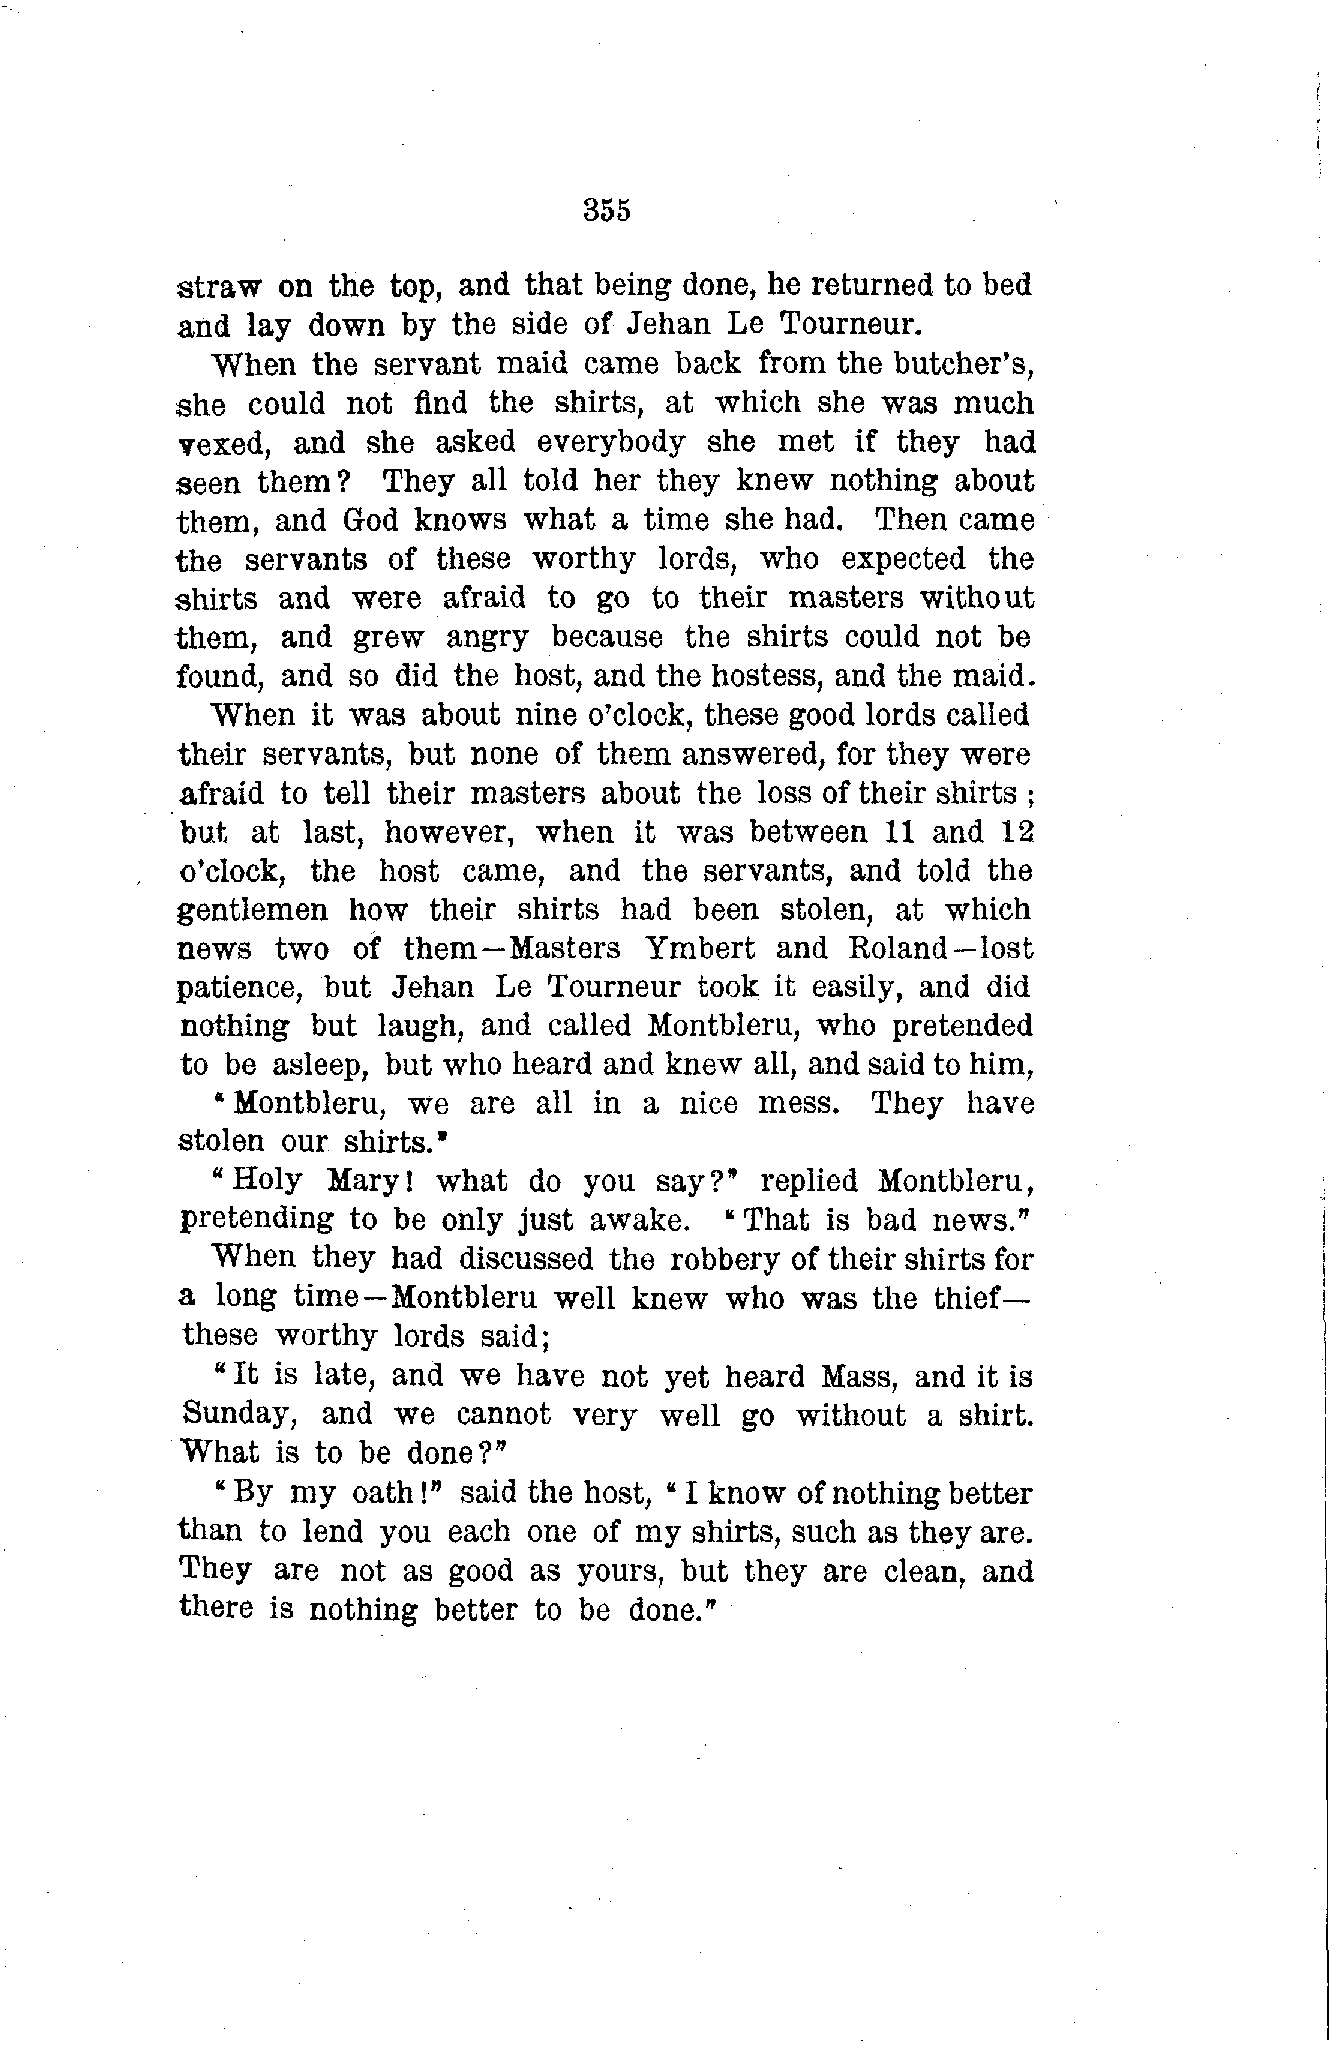 355
straw on the top, and that being done, he returned to bed
and lay down by the side of Jehan Le Tourneur.
When the servant maid came back from the butcher's,
she could not find the shirts, at which she was much
vexed, and she asked everybody she met if they had
seen them? They all told her they knew nothing about
them, and God knows what a time she had. Then came
the servants of these worthy lords, who expected the
shirts and were afraid to go to their masters without
them, and grew angry because the shirts could not be
found, and so did the host, and the hostess, and the maid.
When it was about nine o'clock, these good lords called
their servants, but none of them answered, for they were
afraid to tell their masters about the loss of their shirts ;
but at last, however, when it was between 11 and 12
o'clock, the host came, and the servants, and told the
gentlemen how their shirts had been stolen, at which
news two of them—Masters Ymbert and Roland—lost
patience, but Jehan Le Tourneur took it easily, and did
nothing but laugh, and called Montbleru, who pretended
to be asleep, but who heard and knew all, and said to him,
"Montbleru, we are all in a nice mess. They have
stolen our shirts."
"Holy Mary! what do you say?" replied Montbleru,
pretending to be only just awake. "That is bad news."
When they had discussed the robbery of their shirts for
a long time—Montbleru well knew who was the thief—
these worthy lords said;
"It is late, and we have not yet heard Mass, and it is
Sunday, and we cannot very well go without a shirt.
What is to be done?"
"By my oath!" said the host, "I know of nothing better
than to lend you each one of my shirts, such as they are.
They are not as good as yours, but they are clean, and
there is nothing better to be done."